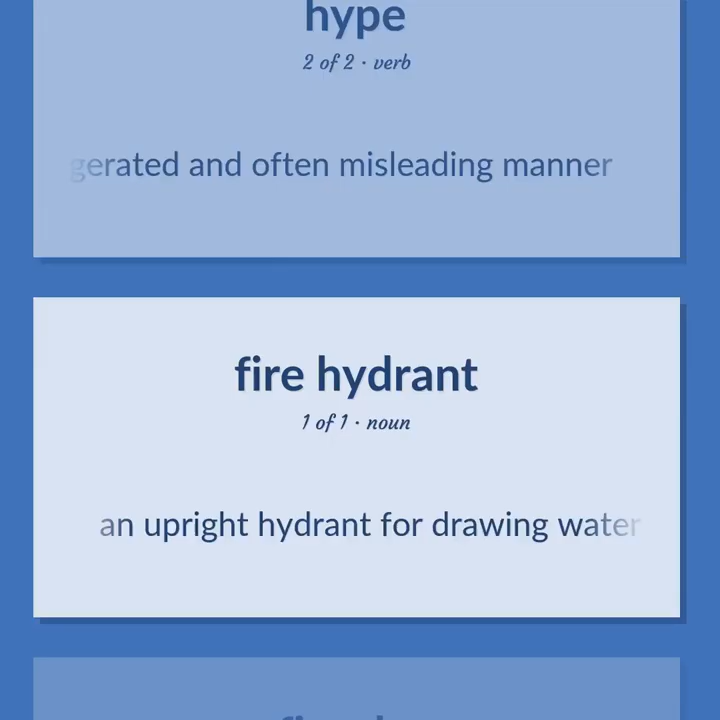 hype
2 of 2 · verb
gerated and often misleading manner
fire hydrant
1 of 1 · noun
an upright hydrant for drawing water